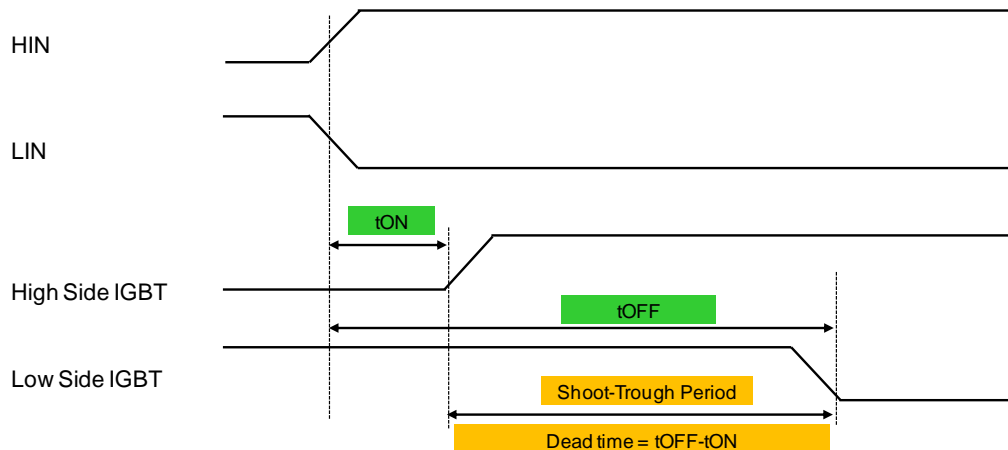 HIN
LIN
tON
High Side IGBT
tOFF
Low Side IGBT
Shoot-Trough Period
Dead time = tOFF-tON